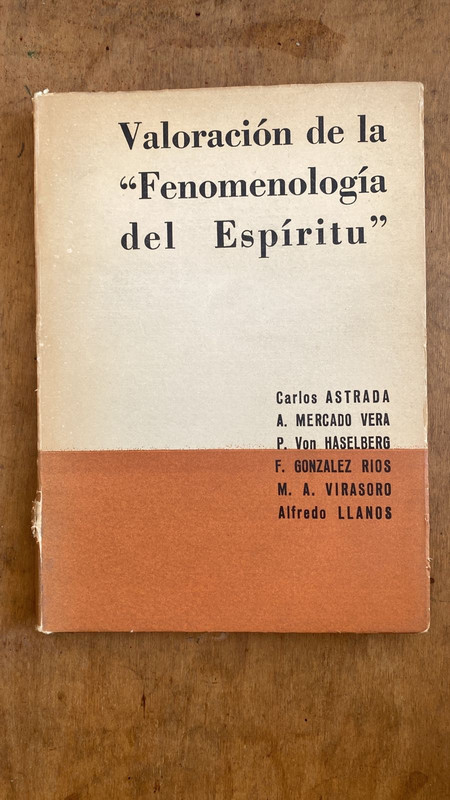 Valoración de la
“Fenomenología
del Espíritu”
Carlos ASTRADA
A. MERCADO VERA
P. Von HASELBERG
F. GONZALEZ RIOS
M. A. VIRASORO
Alfredo LLANOS